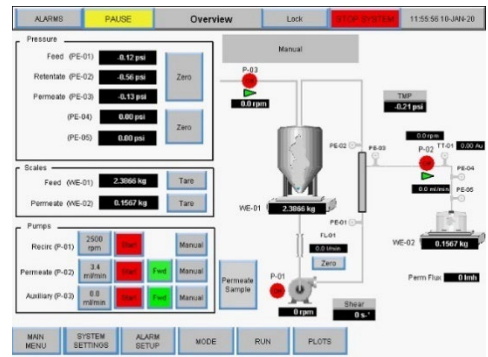 ALARMS PAUSE Overview Lock STOP SYSTEM 11:55:56 10-JAN-20
Pressure
Feed (PE-01) -0.12 psi
Retentate (PE-02) -0.56 psi Zero
Permeate (PE-03) -0.13 psi
(PE-04) 0.00 psi Zero
(PE-05) 0.00 psi
Scales
Feed (WE-01) 2.3866 kg Tare
Permeate (WE-02) 0.1567 kg Tare
Pumps
Recirc (P-01) 2500 rpm Start Manual
Permeate (P-02) 3.4 ml/min Start Fwd Manual
Auxiliary (P-03) 0.0 ml/min Start Fwd Manual
Permeate Sample
Manual
P-03
0.0 rpm
TMP
-0.21 psi
0.0 rpm
PE-02 PE-03 P-02 TT-01 0.00 Au
PE-04
0.0 ml/min PE-05
WE-01 2.3866 kg
PE-01
FL-01
0.0 l/min
Zero
WE-02 0.1567 kg
P-01
Perm Flux 0 lmh
0 rpm
Shear
0 s-¹
MAIN MENU SYSTEM SETTINGS ALARM SETUP MODE RUN PLOTS